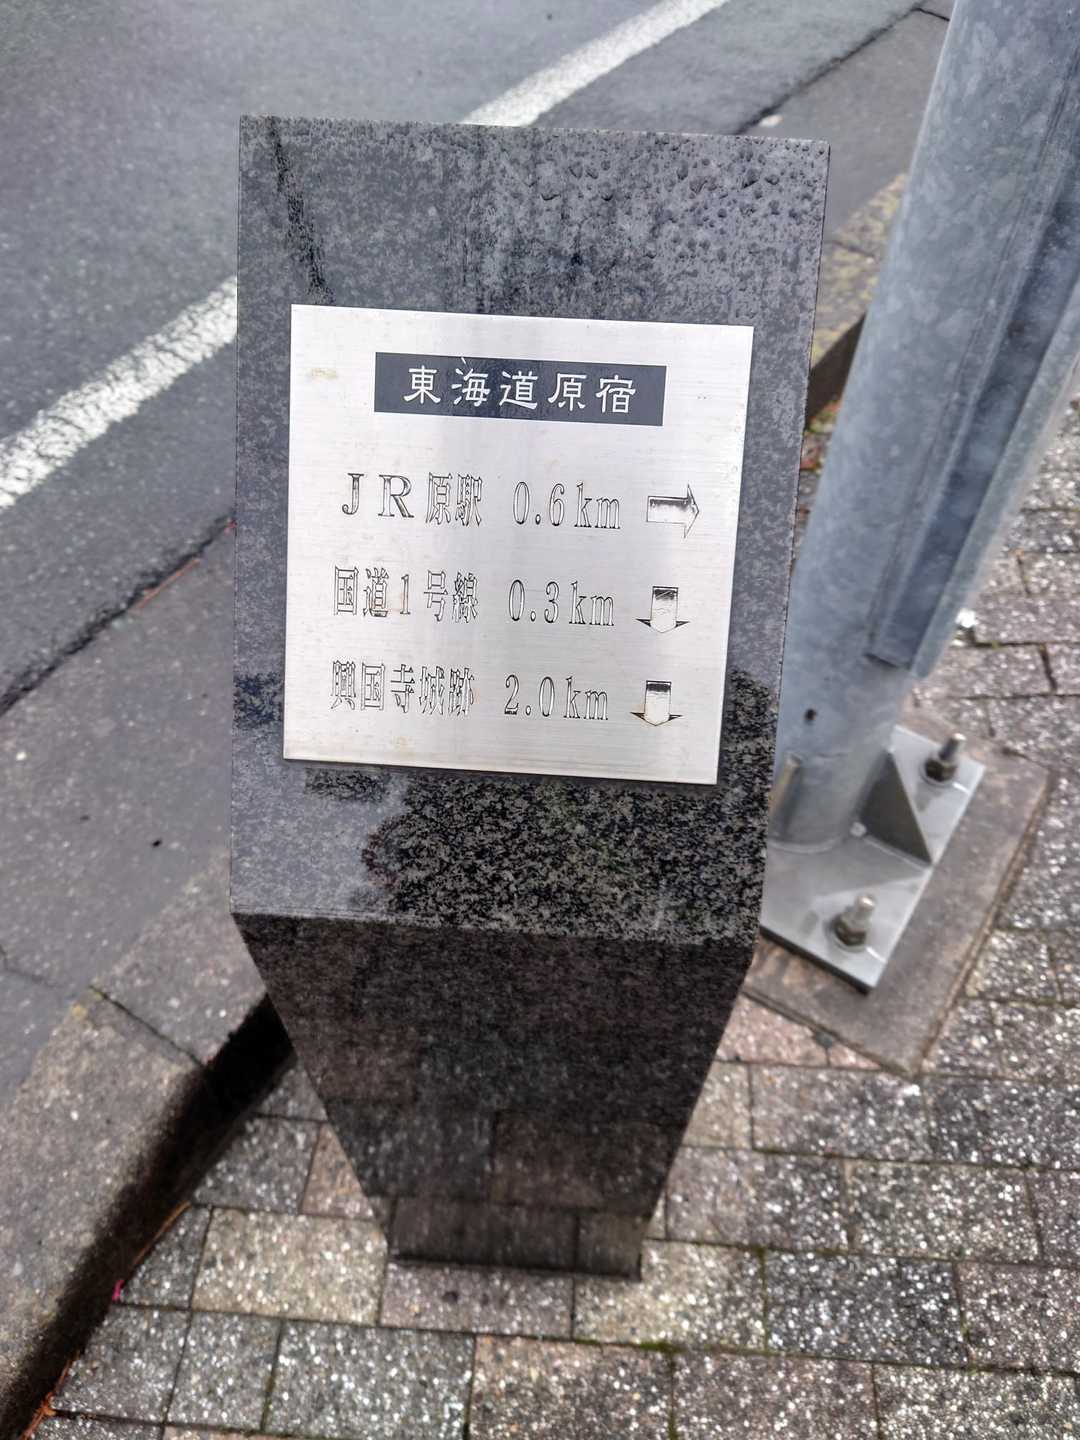 東海道原宿
JR原駅 0.6km →
国道1号線 0.3km ↓
興国寺城跡 2.0km ↓